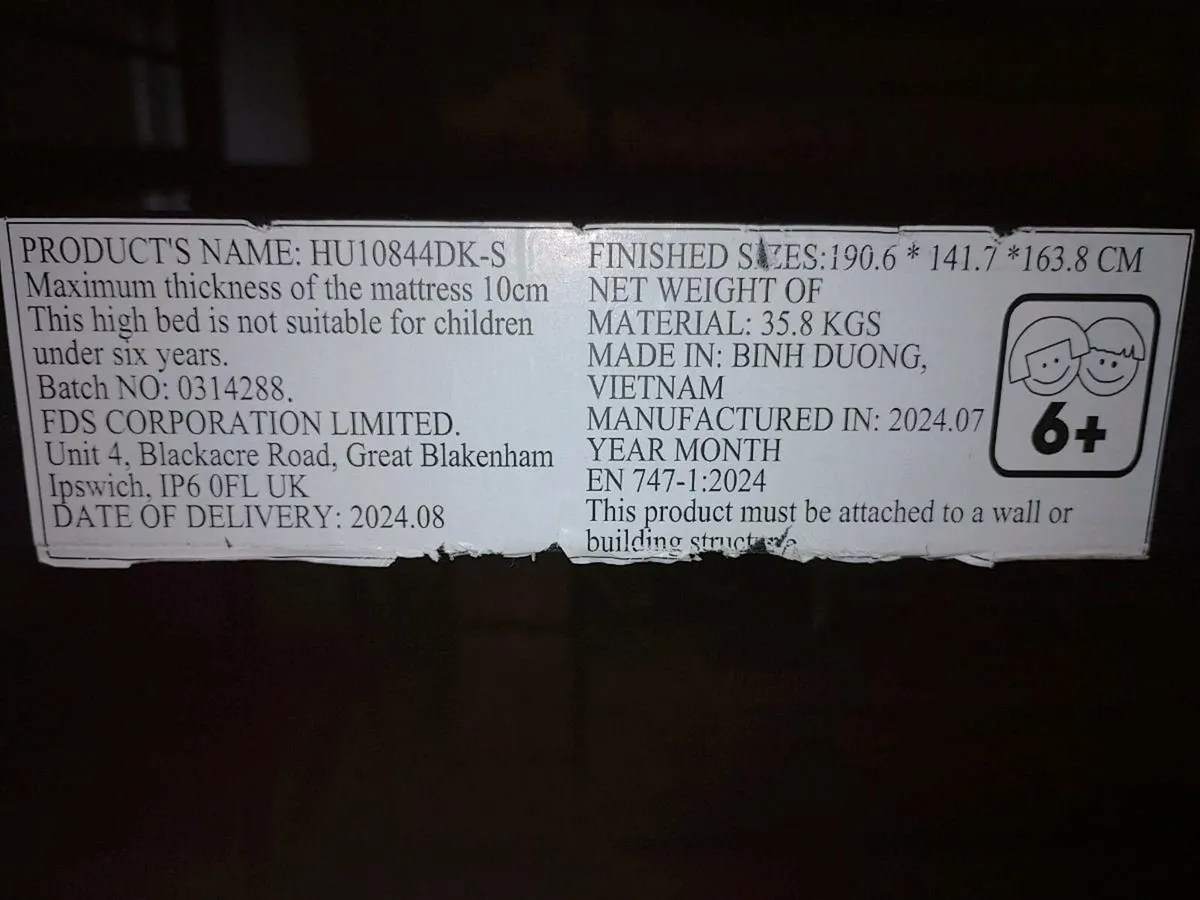 PRODUCT'S NAME: HU10844DK-S
Maximum thickness of the mattress 10cm
This high bed is not suitable for children
under six years.
Batch NO: 0314288.
FDS CORPORATION LIMITED.
Unit 4, Blackacre Road, Great Blakenham
Ipswich, IP6 0FL UK
DATE OF DELIVERY: 2024.08
FINISHED SIZES:190.6 * 141.7 *163.8 CM
NET WEIGHT OF
MATERIAL: 35.8 KGS
MADE IN: BINH DUONG,
VIETNAM
MANUFACTURED IN: 2024.07
YEAR MONTH
EN 747-1:2024
This product must be attached to a wall or
building structure
6+